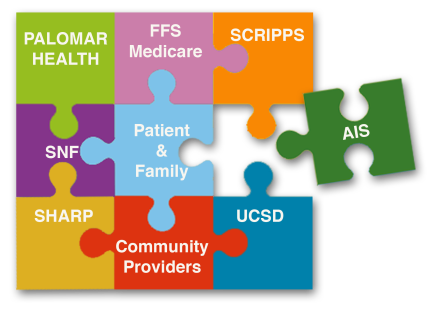 PALOMAR
HEALTH
FFS
Medicare
SCRIPPS
SNF
Patient
&
Family
AIS
SHARP
Community
Providers
UCSD